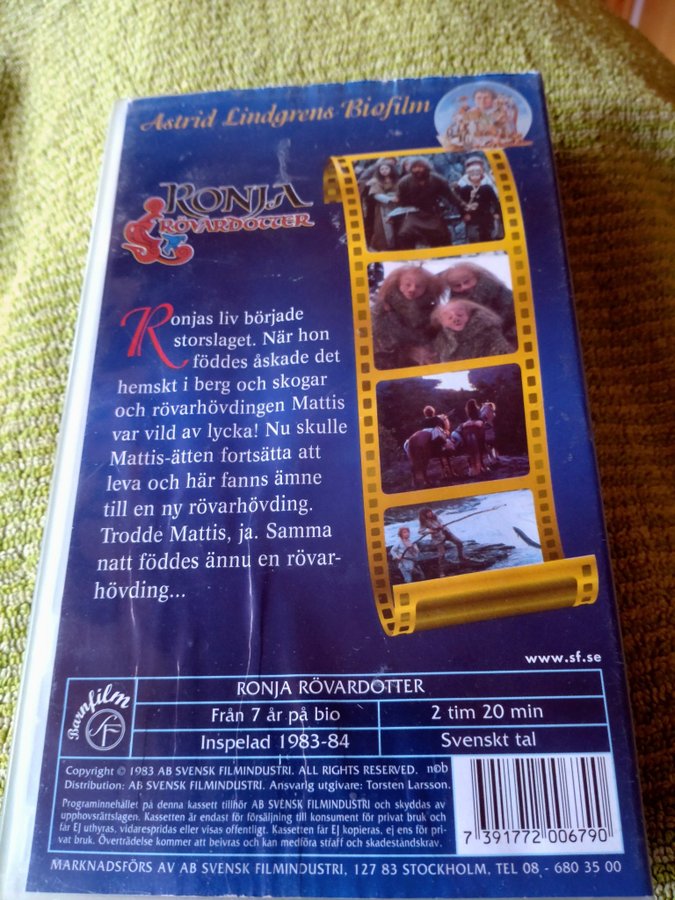 Astrid Lindgrens Biofilm
RONJA
RÖVARDOTTER
Ronjas liv började
storslaget. När hon
föddes åskade det
hemskt i berg och skogar
och rövarhövdingen Mattis
var vild av lycka! Nu skulle
Mattis-ätten fortsätta att
leva och här fanns ämne
till en ny rövarhövding.
Trodde Mattis, ja. Samma
natt föddes ännu en rövar-
hövding...
www.sf.se
Barnfilm
SF
RONJA RÖVARDOTTER
Från 7 år på bio
2 tim 20 min
Inspelad 1983-84
Svenskt tal
Copyright © 1983 AB SVENSK FILMINDUSTRI. ALL RIGHTS RESERVED. nōb
Distribution: AB SVENSK FILMINDUSTRI. Ansvarig utgivare: Torsten Larsson.
Programinnehållet på denna kassett tillhör AB SVENSK FILMINDUSTRI och skyddas av
upphovsrättslagen. Kassetten är endast för försäljning till konsument för privat bruk och
får EJ uthyras, vidarespridas eller visas offentligt. Kassetten får EJ kopieras, ej ens för pri-
vat bruk. Överträdelse kommer att beivras och kan medföra straff och skadeståndskrav.
7 391772 006790
MARKNADSFÖRS AV AB SVENSK FILMINDUSTRI, 127 83 STOCKHOLM. TEL 08 - 680 35 00